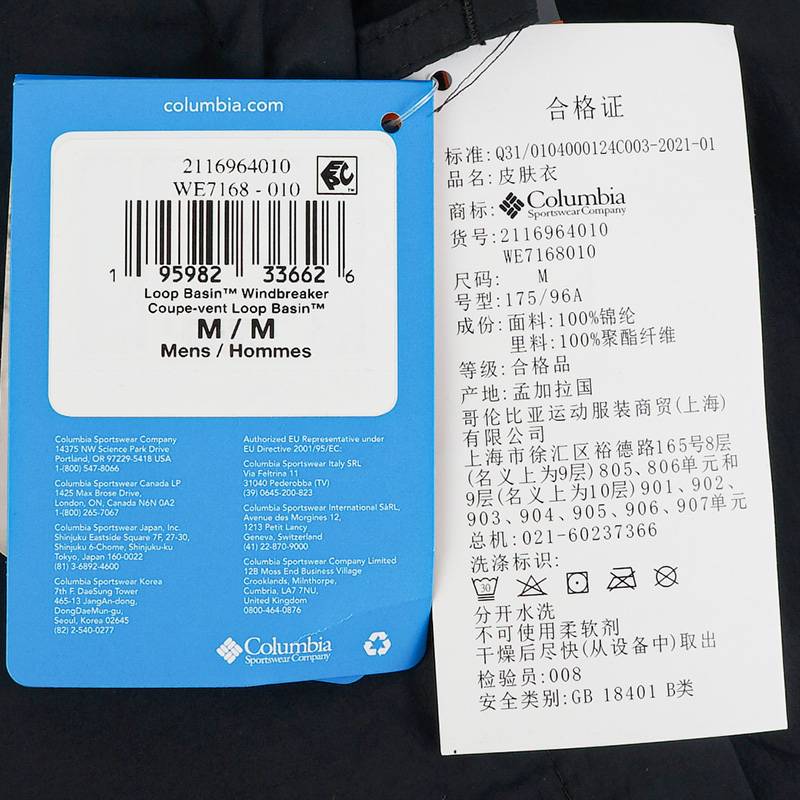 columbia.com
2116964010
WE7168 - 010
1 95982 33662 6
Loop Basin™ Windbreaker
Coupe-vent Loop Basin™
M / M
Mens / Hommes
Columbia Sportswear Company
14375 NW Science Park Drive
Portland, OR 97229-5418 USA
1-(800) 547-8066
Columbia Sportswear Canada LP
1425 Max Brose Drive,
London, ON, Canada N6N 0A2
1-(800) 265-7067
Columbia Sportswear Japan, Inc.
Shinjuku Eastside Square 7F, 27-30,
Shinjuku 6-Chome, Shinjuku-ku
Tokyo, Japan 160-0022
(81) 3-6892-4600
Columbia Sportswear Korea
7th F. DaeSung Tower
465-13 JangAn-dong,
DongDaeMun-gu,
Seoul, Korea 02645
(82) 2-540-0277
Authorized EU Representative under
EU Directive 2001/95/EC:
Columbia Sportswear Italy SRL
Via Feltrina 11
31040 Pederobba (TV)
(39) 0645-200-823
Columbia Sportswear International SàRL,
Avenue des Morgines 12,
1213 Petit Lancy
Geneva, Switzerland
(41) 22-870-9000
Columbia Sportswear Company Limited
12B Moss End Business Village
Crooklands, Milnthorpe,
Cumbria, LA7 7NU,
United Kingdom
0800-464-0876
Columbia
Sportswear Company
合格证
标准:Q31/0104000124C003-2021-01
品名:皮肤衣
商标:Columbia
Sportswear Company
货号:2116964010
WE7168010
尺码: M
号型:175/96A
成份:面料:100%锦纶
里料:100%聚酯纤维
等级:合格品
产地:孟加拉国
哥伦比亚运动服装商贸(上海)
有限公司
上海市徐汇区裕德路165号8层
(名义上为9层)805、806单元和
9层(名义上为10层)901、902、
903、904、905、906、907单元
总机:021-60237366
洗涤标识:
30
分开水洗
不可使用柔软剂
干燥后尽快(从设备中)取出
检验员:008
安全类别:GB 18401 B类